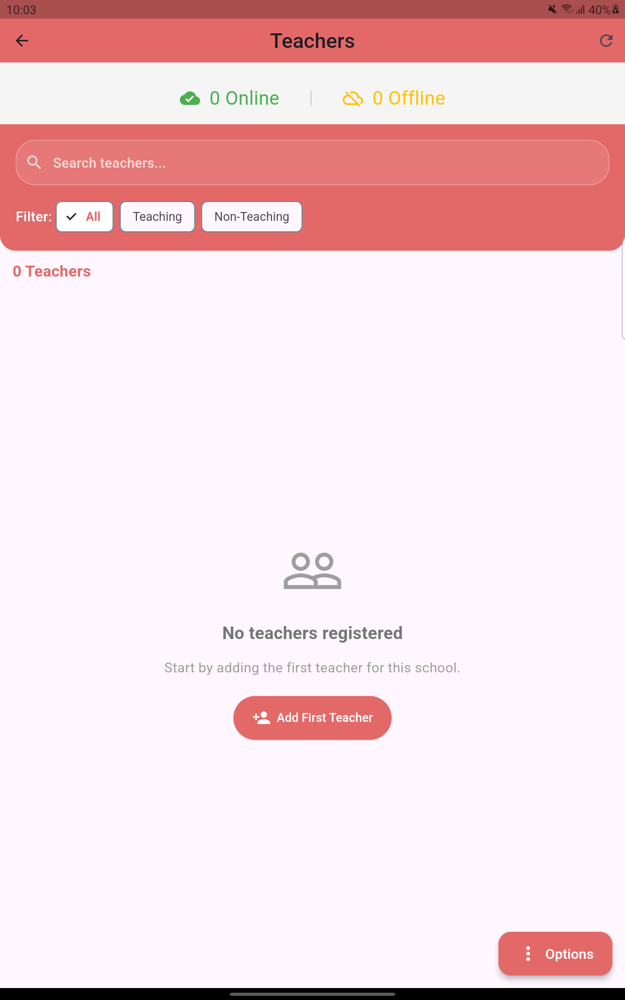 10:03 40%
Teachers
0 Online 0 Offline
Search teachers...
Filter: All Teaching Non-Teaching
0 Teachers
No teachers registered
Start by adding the first teacher for this school.
Add First Teacher
Options